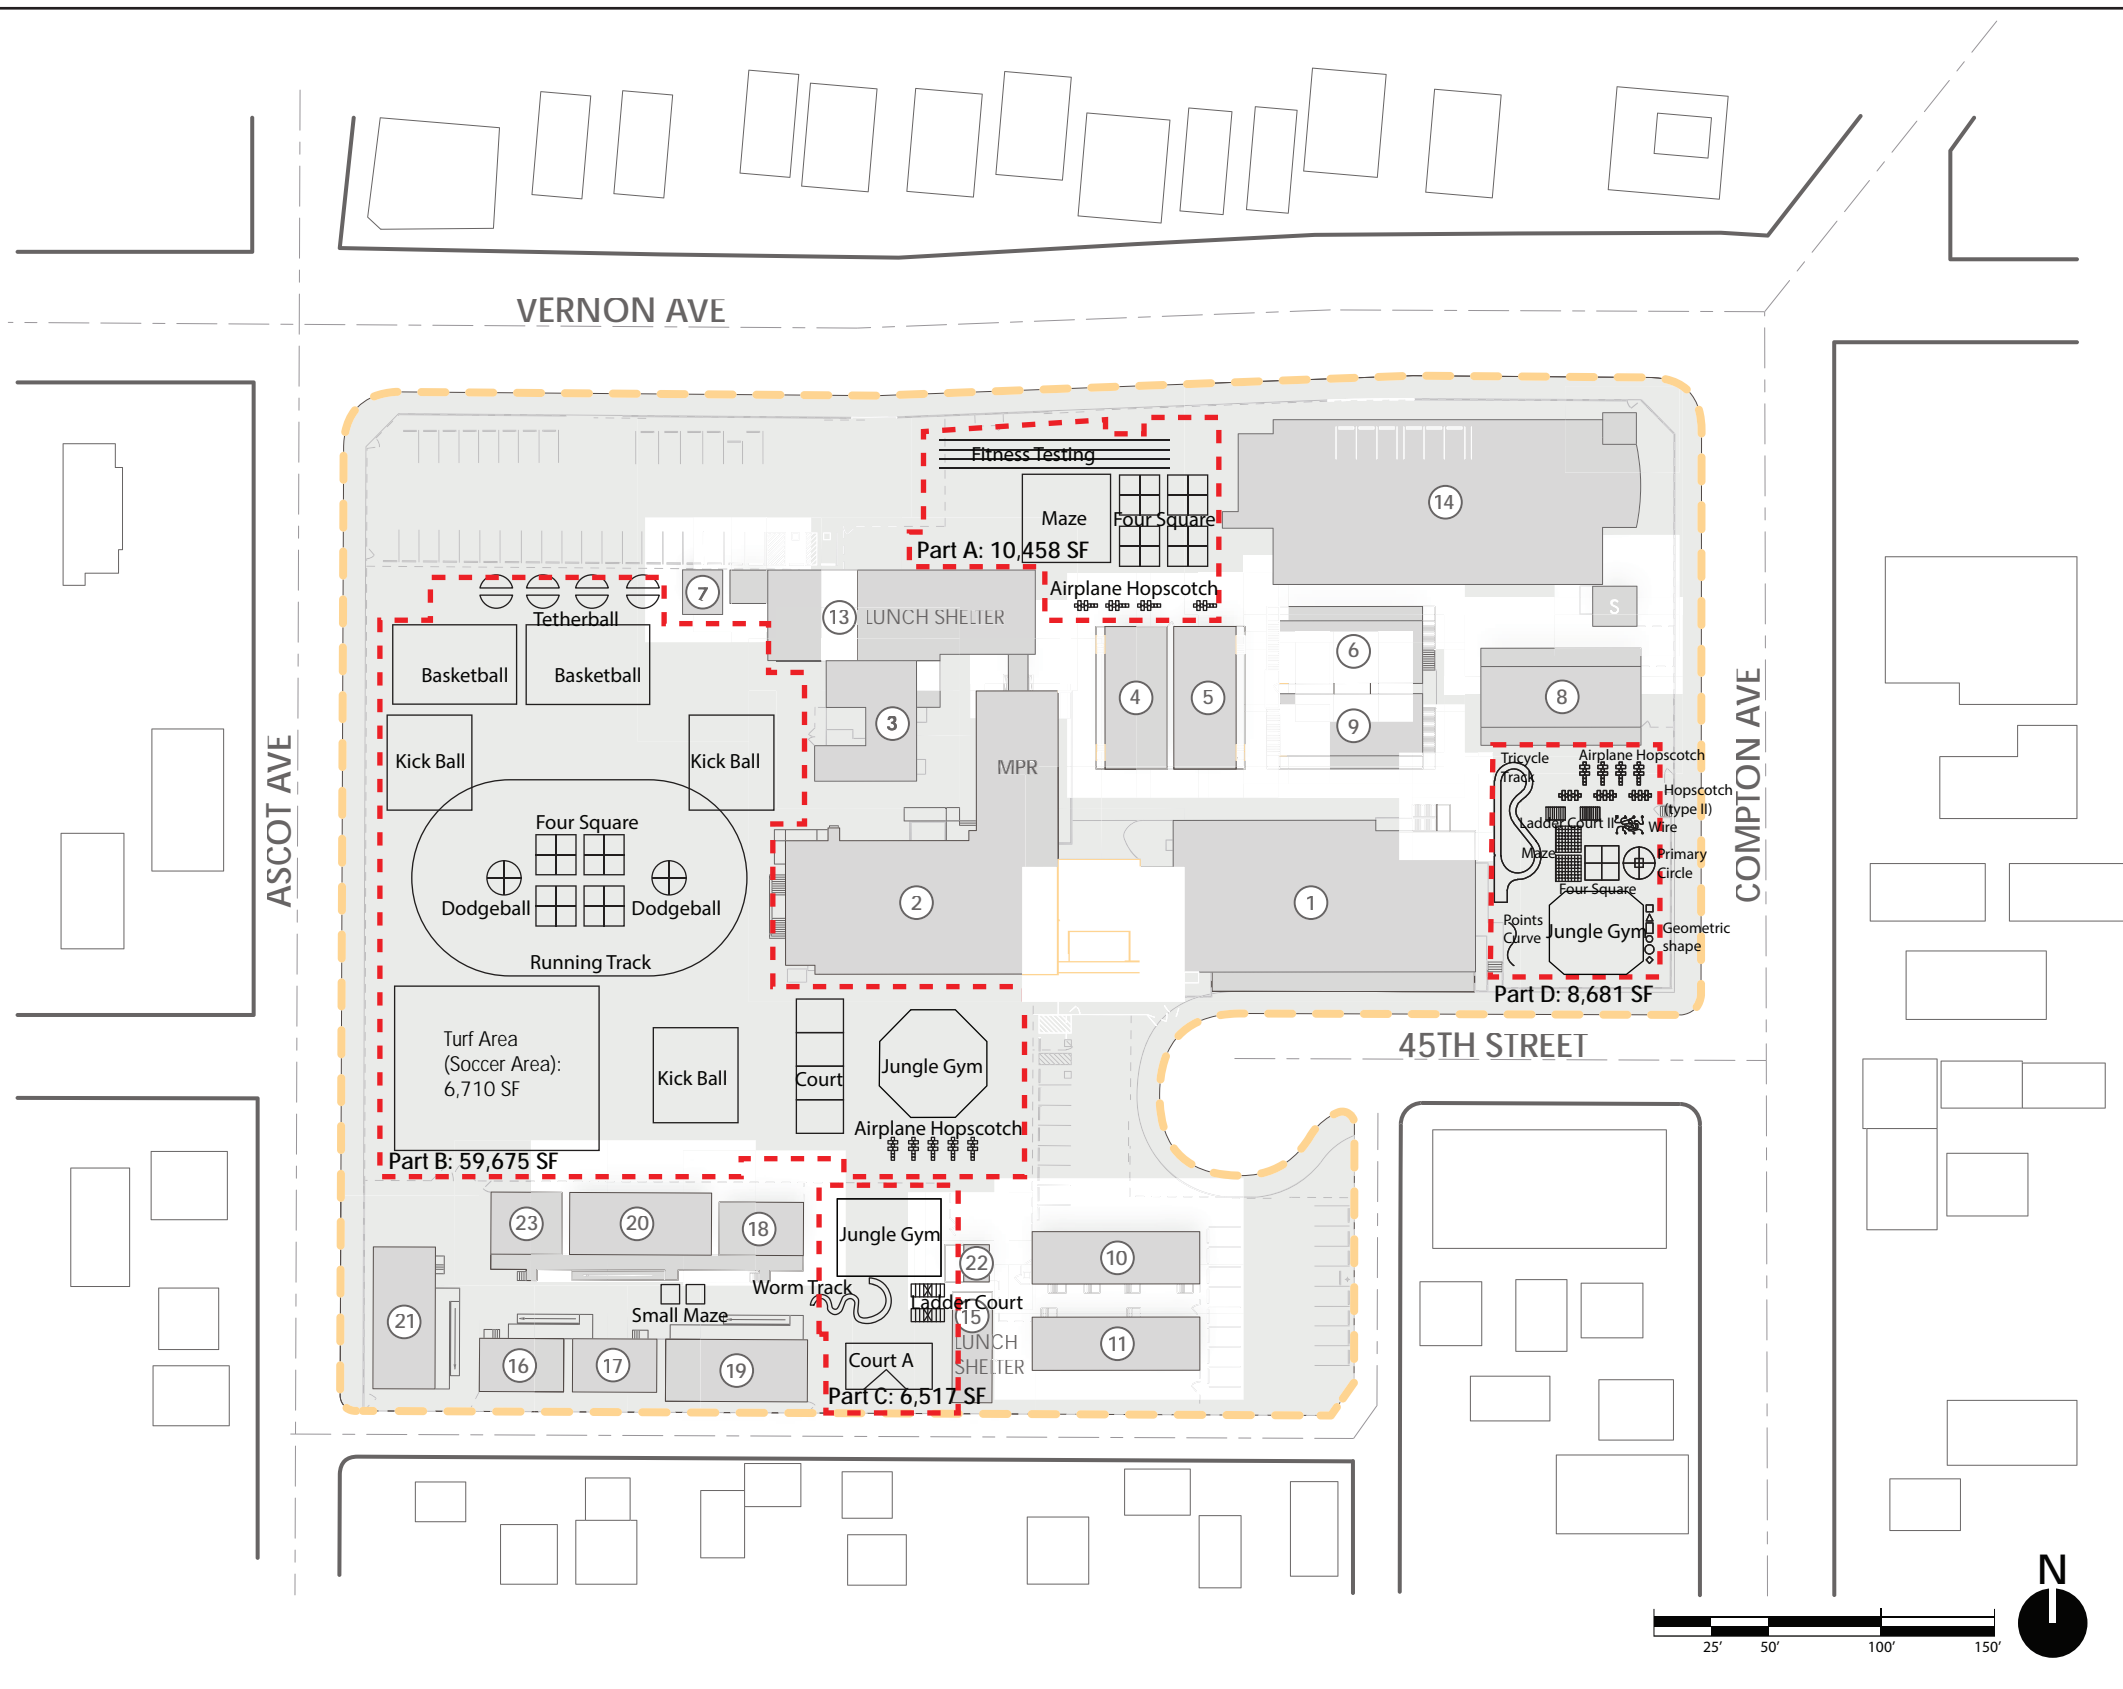 VERNON AVE
Fitness Testing
Maze
Four Square
Part A: 10,458 SF
Airplane Hopscotch
14
7
13
LUNCH SHELTER
S
Tetherball
Basketball
Basketball
6
4
5
8
3
9
MPR
Kick Ball
Kick Ball
ASCOT AVE
COMPTON AVE
Tricycle
Track
Airplane Hopscotch
Hopscotch
(type II)
Ladder Court II
Wire
Maze
Primary
Circle
Four Square
Points
Curve
Jungle Gym
Geometric
shape
Part D: 8,681 SF
Four Square
Dodgeball
Dodgeball
Running Track
2
1
45TH STREET
Turf Area
(Soccer Area):
6,710 SF
Kick Ball
Court
Jungle Gym
Airplane Hopscotch
Part B: 59,675 SF
23
20
18
Jungle Gym
22
10
Worm Track
Small Maze
Ladder Court
21
15
LUNCH
SHELTER
11
16
17
19
Court A
Part C: 6,517 SF
N
25' 50' 100' 150'